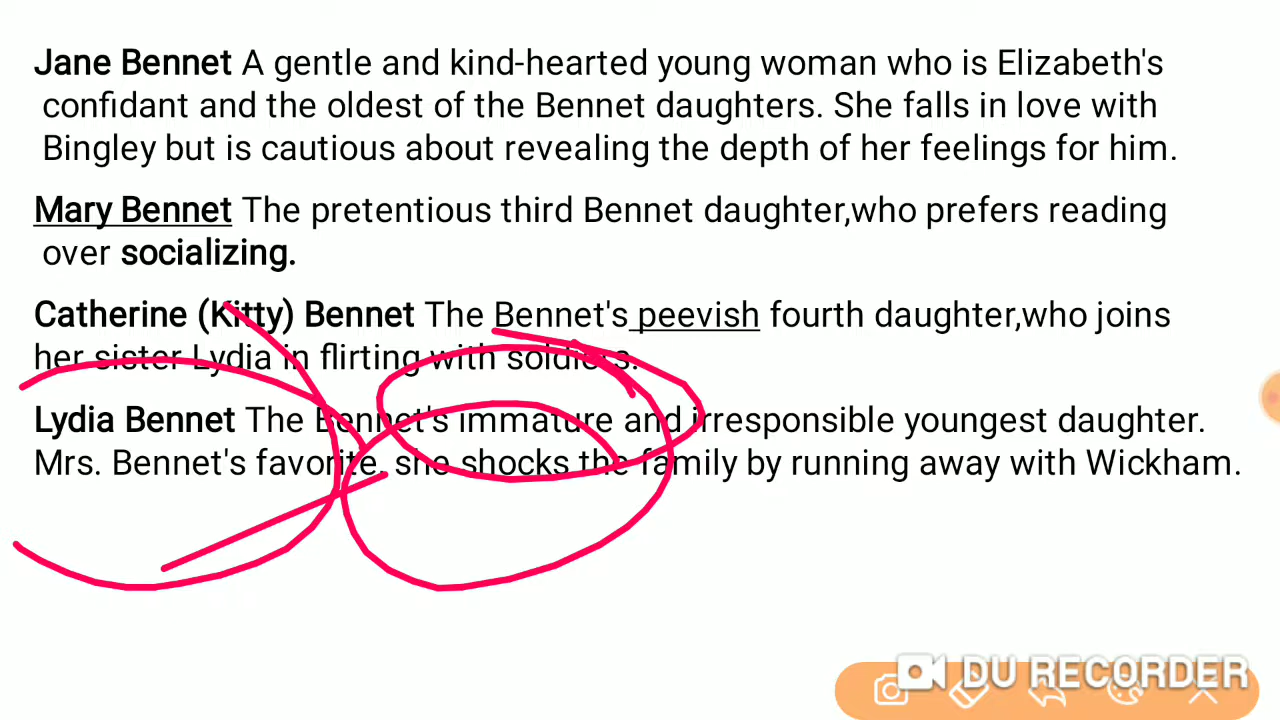 Jane Bennet A gentle and kind-hearted young woman who is Elizabeth's
confidant and the oldest of the Bennet daughters. She falls in love with
Bingley but is cautious about revealing the depth of her feelings for him.
Mary Bennet The pretentious third Bennet daughter,who prefers reading
over socializing.
Catherine (Kitty) Bennet The Bennet's peevish fourth daughter,who joins
her sister Lydia in flirting with soldiers.
Lydia Bennet The Bennet's immature and irresponsible youngest daughter.
Mrs. Bennet's favorite, she shocks the family by running away with Wickham.
DU RECORDER